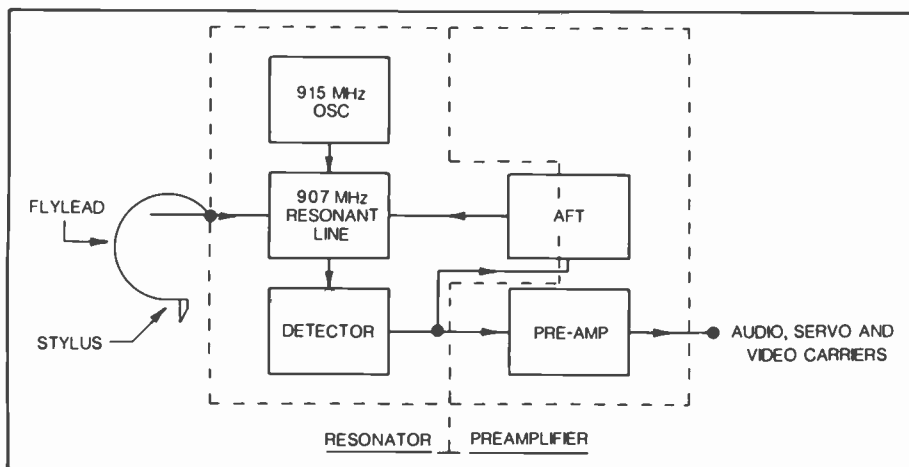 915 MHz
OSC
FLYLEAD
907 MHz
RESONANT
LINE
AFT
STYLUS
DETECTOR
PRE-AMP
AUDIO, SERVO AND
VIDEO CARRIERS
RESONATOR
PREAMPLIFIER